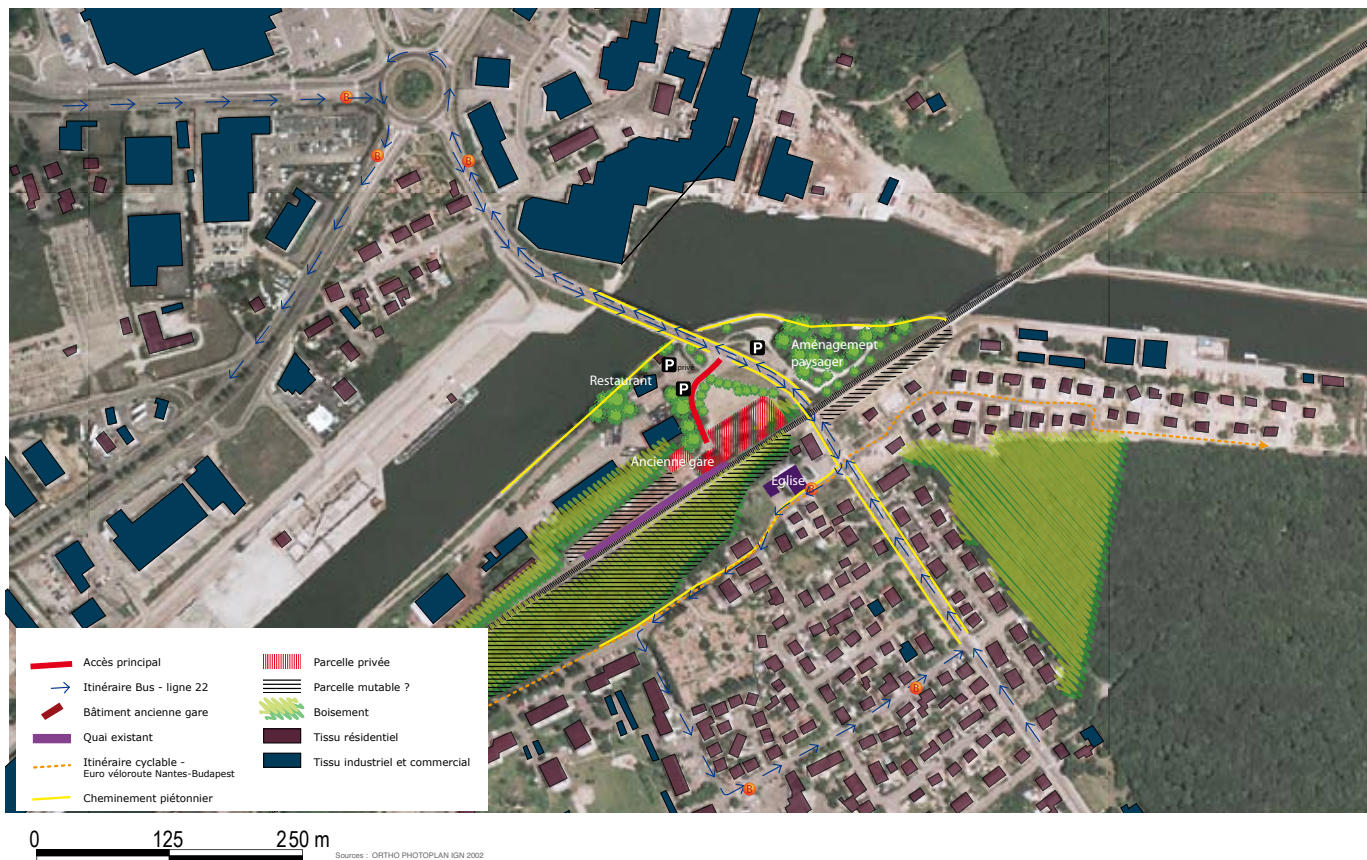 B
B
B
P
P
privé
P
Aménagement
paysager
Restaurant
Ancienne gare
Eglise
B
B
B
Accès principal
Itinéraire Bus - ligne 22
Bâtiment ancienne gare
Quai existant
Itinéraire cyclable -
Euro véloroute Nantes-Budapest
Cheminement piétonnier
Parcelle privée
Parcelle mutable ?
Boisement
Tissu résidentiel
Tissu industriel et commercial
0 125 250 m
Sources : ORTHO PHOTOPLAN IGN 2002